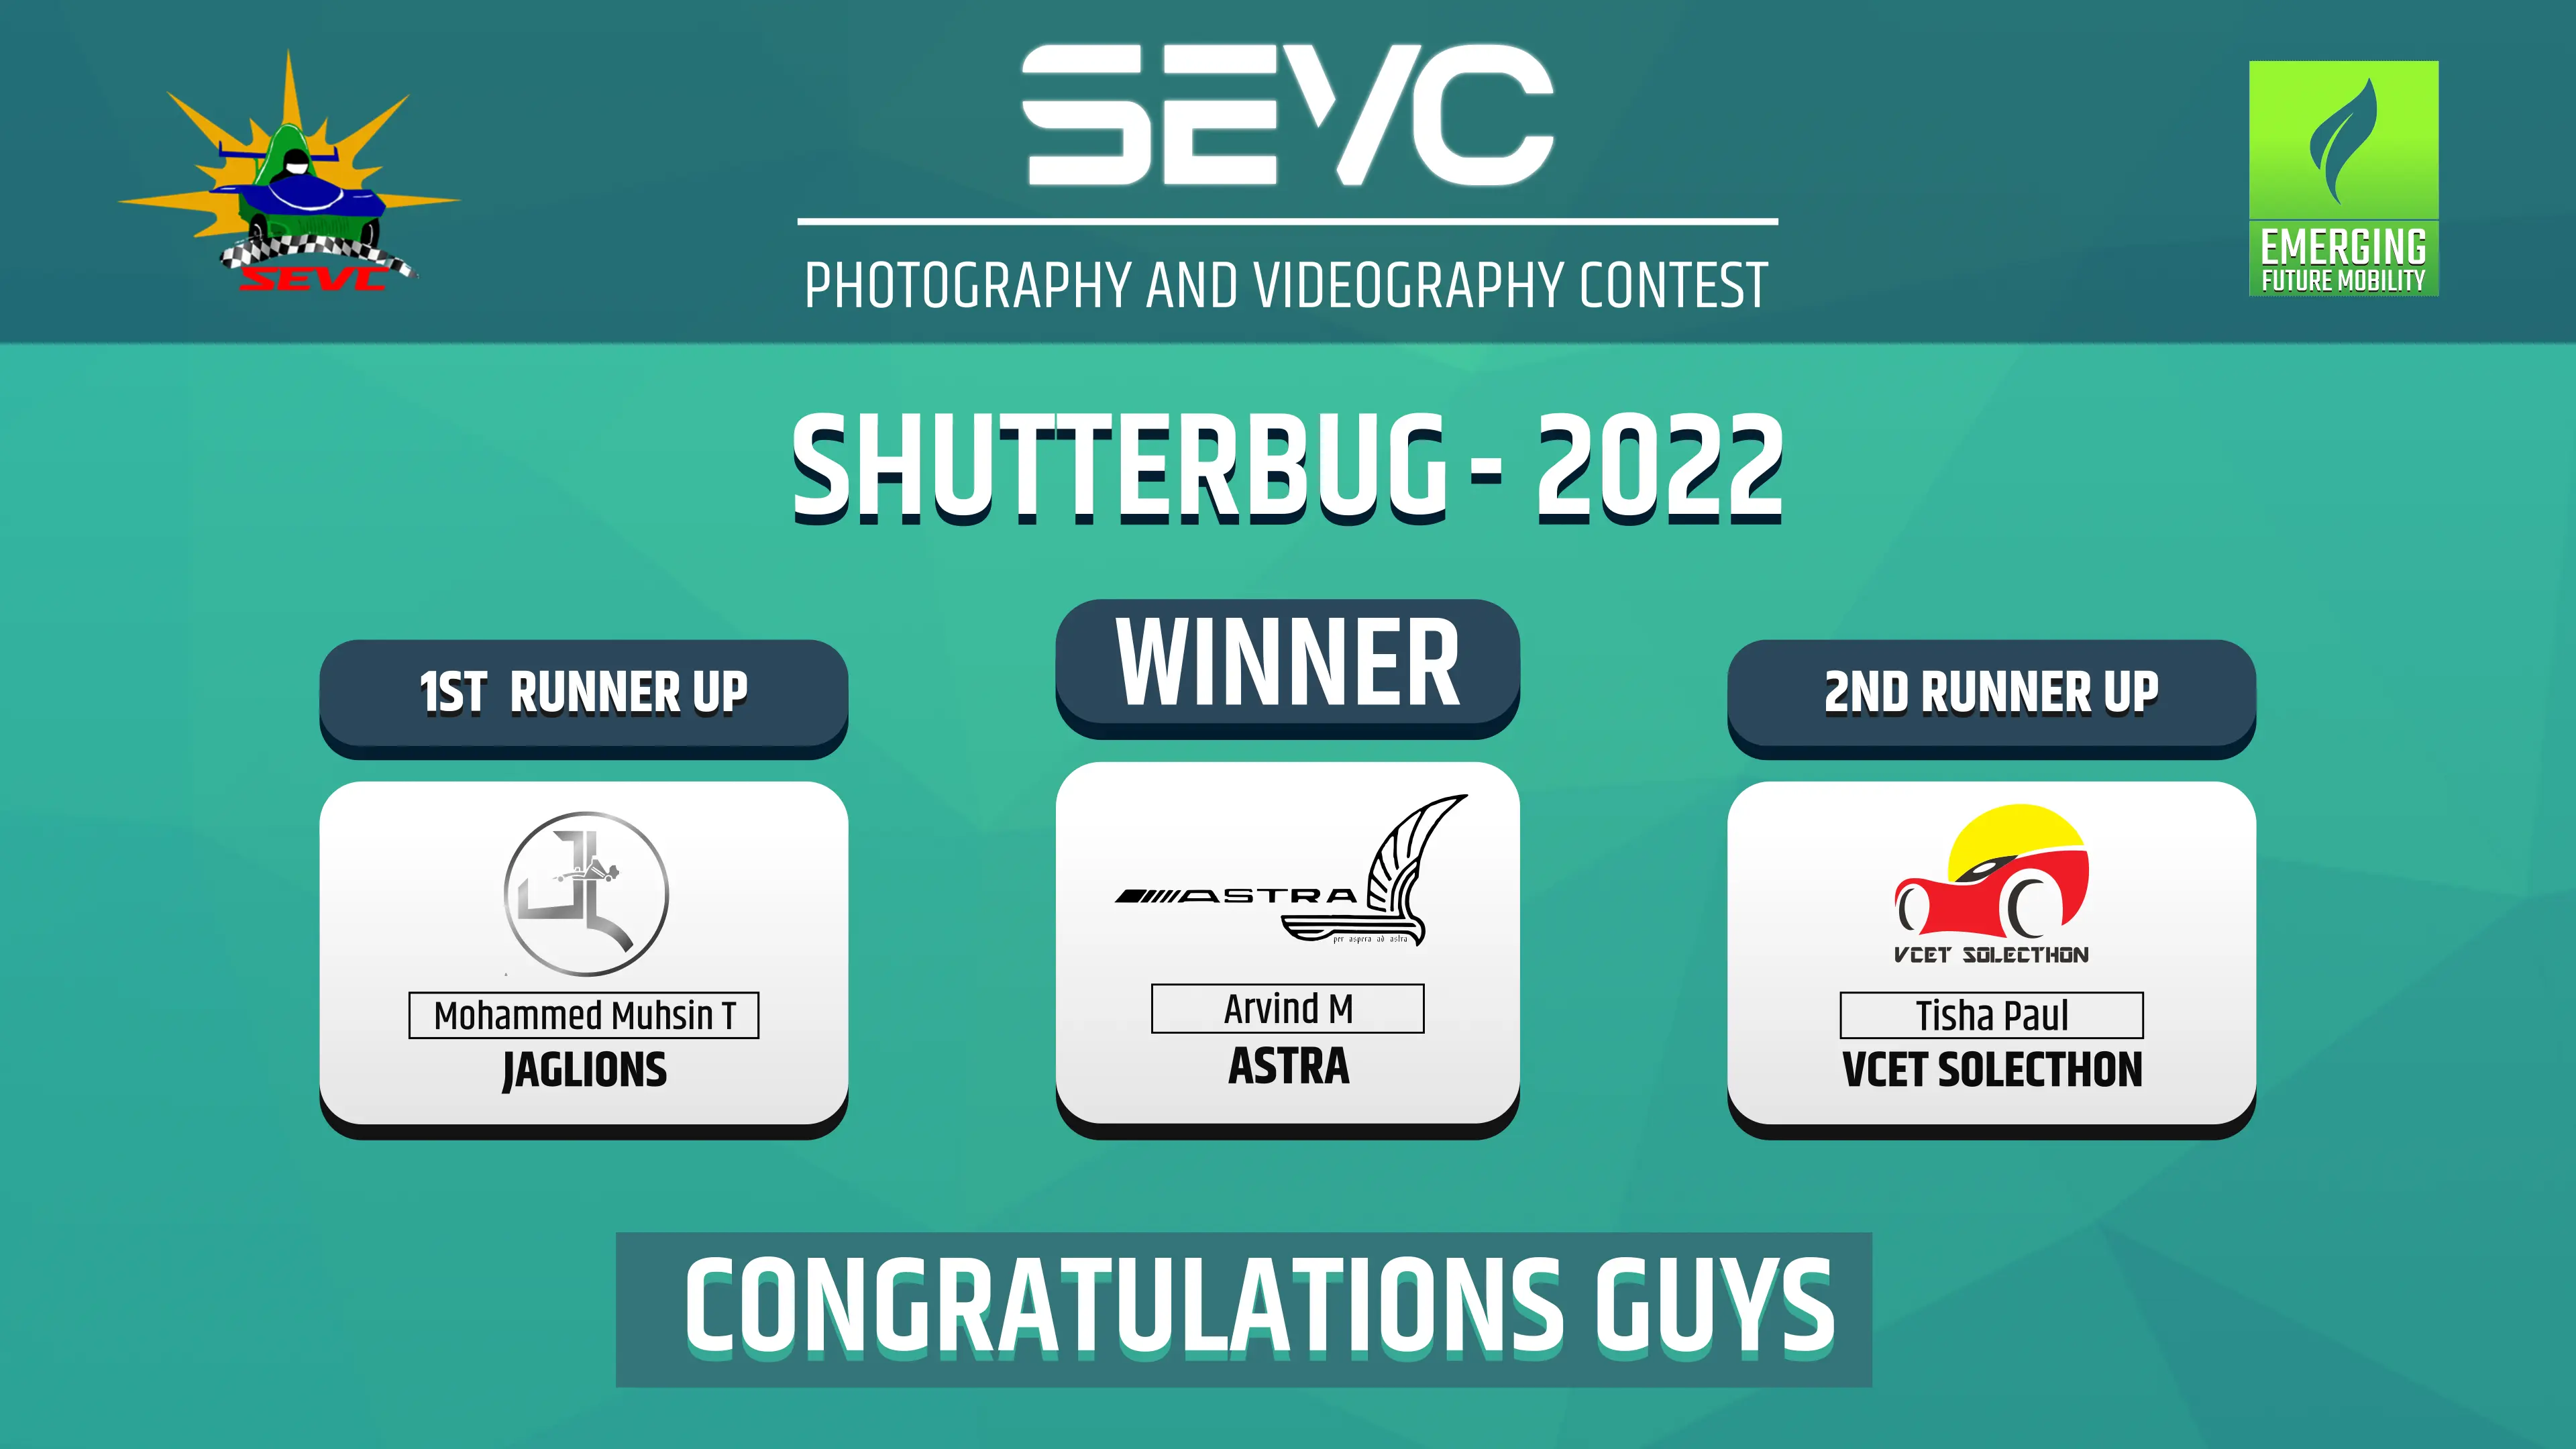 SEVC
SEVC
PHOTOGRAPHY AND VIDEOGRAPHY CONTEST
EMERGING
FUTURE MOBILITY
SHUTTERBUG - 2022
1ST RUNNER UP
WINNER
2ND RUNNER UP
ASTRA
per aspera ad astra
VCET SOLECTHON
Mohammed Muhsin T
JAGLIONS
Arvind M
ASTRA
Tisha Paul
VCET SOLECTHON
CONGRATULATIONS GUYS